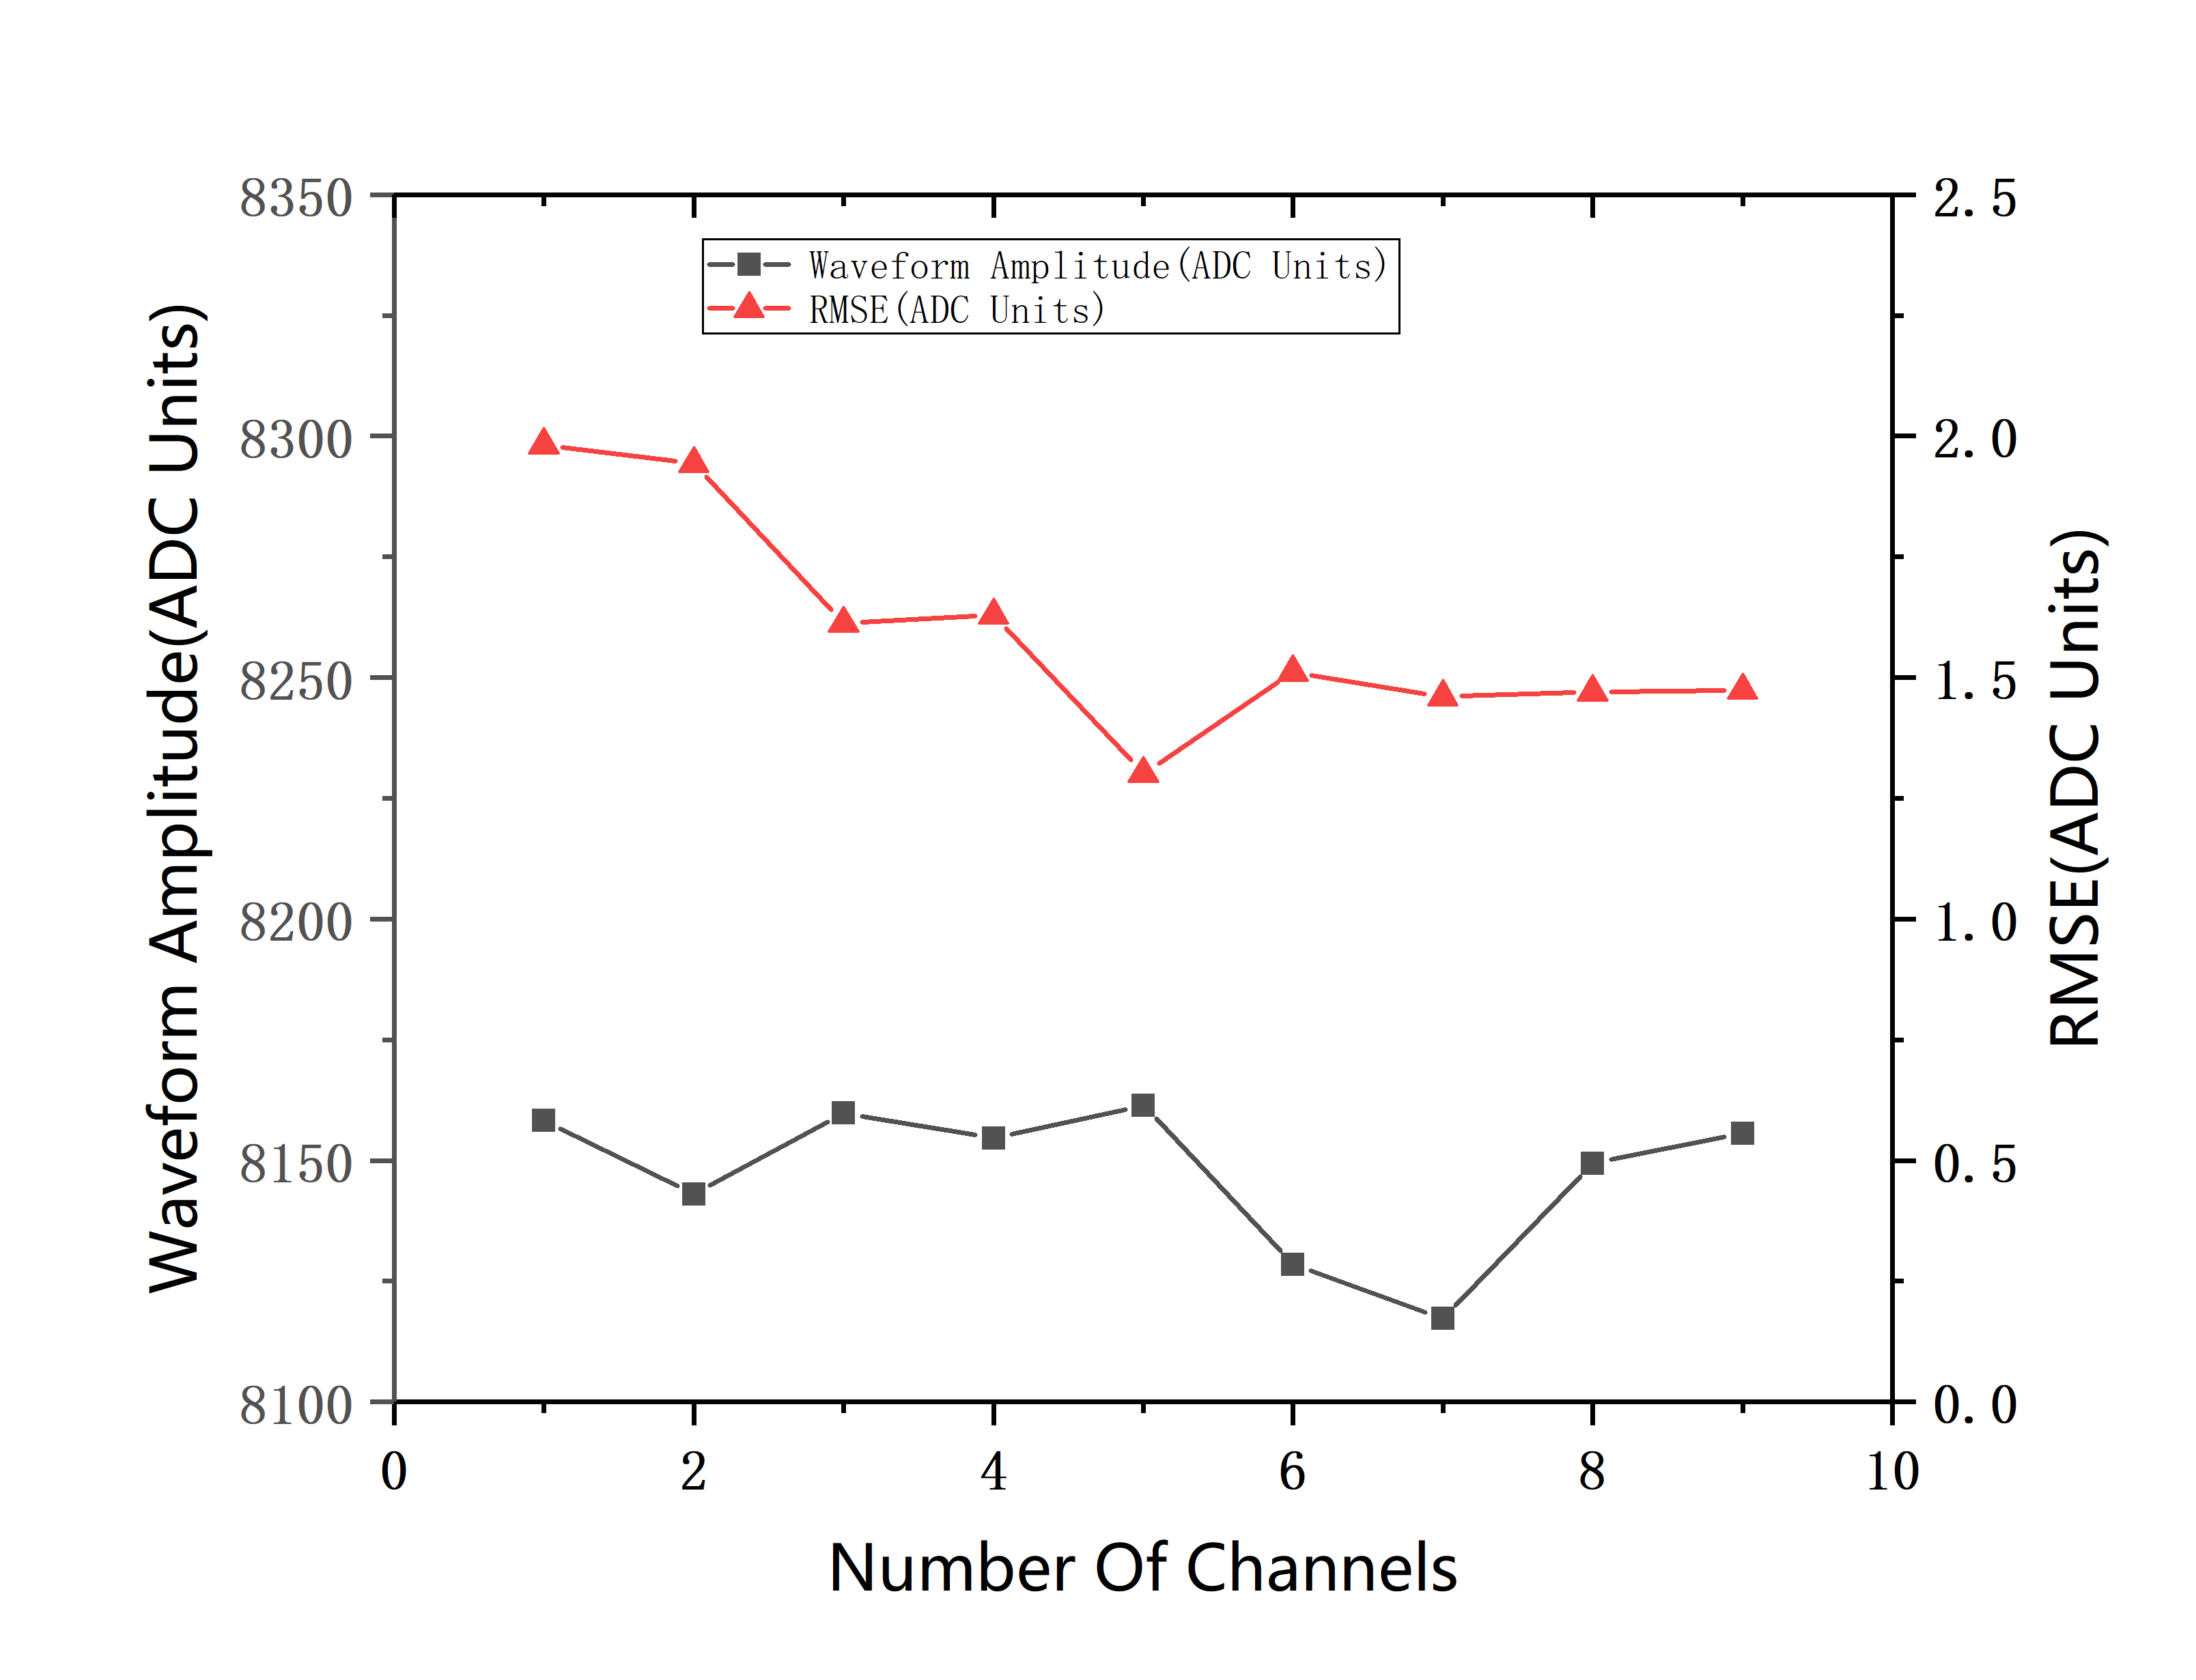 Waveform Amplitude(ADC Units)
RMSE(ADC Units)
8350
8300
8250
8200
8150
8100
Waveform Amplitude(ADC Units)
2.5
2.0
1.5
1.0
0.5
0.0
RMSE(ADC Units)
0 2 4 6 8 10
Number Of Channels